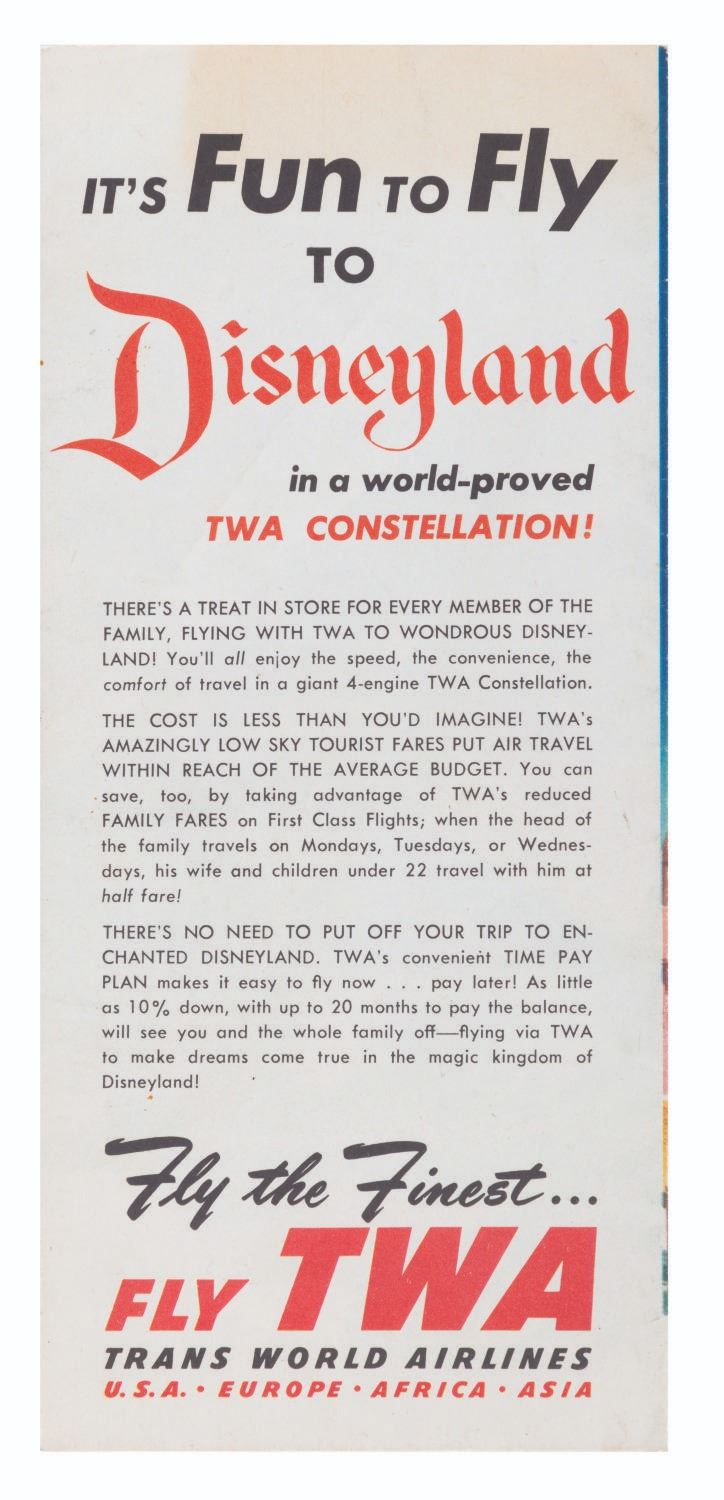 IT'S Fun TO Fly
TO
Disneyland
in a world-proved
TWA CONSTELLATION!
THERE'S A TREAT IN STORE FOR EVERY MEMBER OF THE
FAMILY, FLYING WITH TWA TO WONDROUS DISNEY-
LAND! You'll all enjoy the speed, the convenience, the
comfort of travel in a giant 4-engine TWA Constellation.
THE COST IS LESS THAN YOU'D IMAGINE! TWA's
AMAZINGLY LOW SKY TOURIST FARES PUT AIR TRAVEL
WITHIN REACH OF THE AVERAGE BUDGET. You can
save, too, by taking advantage of TWA's reduced
FAMILY FARES on First Class Flights; when the head of
the family travels on Mondays, Tuesdays, or Wednes-
days, his wife and children under 22 travel with him at
half fare!
THERE'S NO NEED TO PUT OFF YOUR TRIP TO EN-
CHANTED DISNEYLAND. TWA's convenient TIME PAY
PLAN makes it easy to fly now . . . pay later! As little
as 10% down, with up to 20 months to pay the balance,
will see you and the whole family off—flying via TWA
to make dreams come true in the magic kingdom of
Disneyland!
Fly the Finest...
FLY TWA
TRANS WORLD AIRLINES
U.S.A. • EUROPE • AFRICA • ASIA